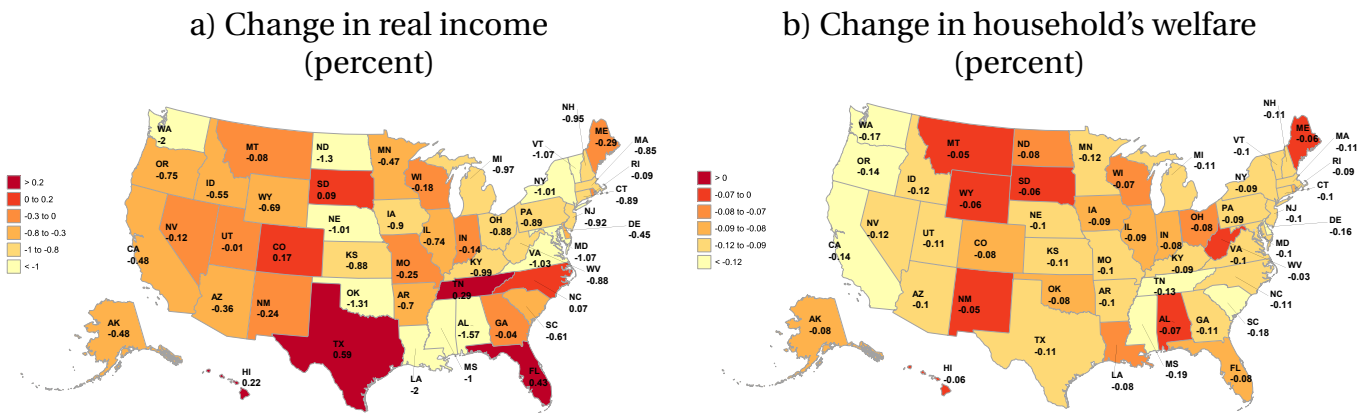 a) Change in real income
(percent)
> 0.2
0 to 0.2
-0.3 to 0
-0.8 to -0.3
-1 to -0.8
< -1
WA
-2
OR
-0.75
CA
-0.48
ID
-0.55
NV
-0.12
MT
-0.08
WY
-0.69
UT
-0.01
AZ
-0.36
CO
0.17
NM
-0.24
ND
-1.3
SD
0.09
NE
-1.01
KS
-0.88
OK
-1.31
TX
0.59
MN
-0.47
IA
-0.9
MO
-0.25
AR
-0.7
LA
-2
WI
-0.18
IL
-0.74
IN
-0.14
MI
-0.97
OH
-0.88
KY
-0.99
TN
0.29
MS
-1
AL
-1.57
GA
-0.04
FL
0.43
SC
-0.61
NC
0.07
WV
-0.88
VA
-1.03
MD
-1.07
DE
-0.45
NJ
-0.92
PA
-0.89
NY
-1.01
CT
-0.89
RI
-0.09
MA
-0.85
VT
-1.07
NH
-0.95
ME
-0.29
AK
-0.48
HI
0.22
b) Change in household’s welfare
(percent)
> 0
-0.07 to 0
-0.08 to -0.07
-0.09 to -0.08
-0.12 to -0.09
< -0.12
WA
-0.17
OR
-0.14
CA
-0.14
ID
-0.12
NV
-0.12
MT
-0.05
WY
-0.06
UT
-0.11
AZ
-0.1
CO
-0.08
NM
-0.05
ND
-0.08
SD
-0.06
NE
-0.1
KS
-0.11
OK
-0.08
TX
-0.11
MN
-0.12
IA
-0.09
MO
-0.1
AR
-0.1
LA
-0.08
WI
-0.07
IL
-0.09
IN
-0.08
MI
-0.11
OH
-0.08
KY
-0.09
TN
-0.13
MS
-0.19
AL
-0.07
GA
-0.11
FL
-0.08
SC
-0.18
NC
-0.11
WV
-0.03
VA
-0.1
MD
-0.1
DE
-0.16
NJ
-0.1
PA
-0.09
NY
-0.09
CT
-0.1
RI
-0.09
MA
-0.11
VT
-0.1
NH
-0.11
ME
-0.06
AK
-0.08
HI
-0.06